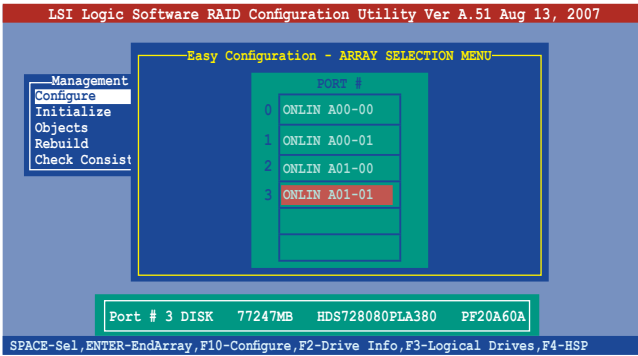 LSI Logic Software RAID Configuration Utility Ver A.51 Aug 13, 2007
Easy Configuration - ARRAY SELECTION MENU
Management
Configure
Initialize
Objects
Rebuild
Check Consist
PORT #
0 ONLIN A00-00
1 ONLIN A00-01
2 ONLIN A01-00
3 ONLIN A01-01
Port # 3 DISK 77247MB HDS728080PLA380 PF20A60A
SPACE-Sel,ENTER-EndArray,F10-Configure,F2-Drive Info,F3-Logical Drives,F4-HSP